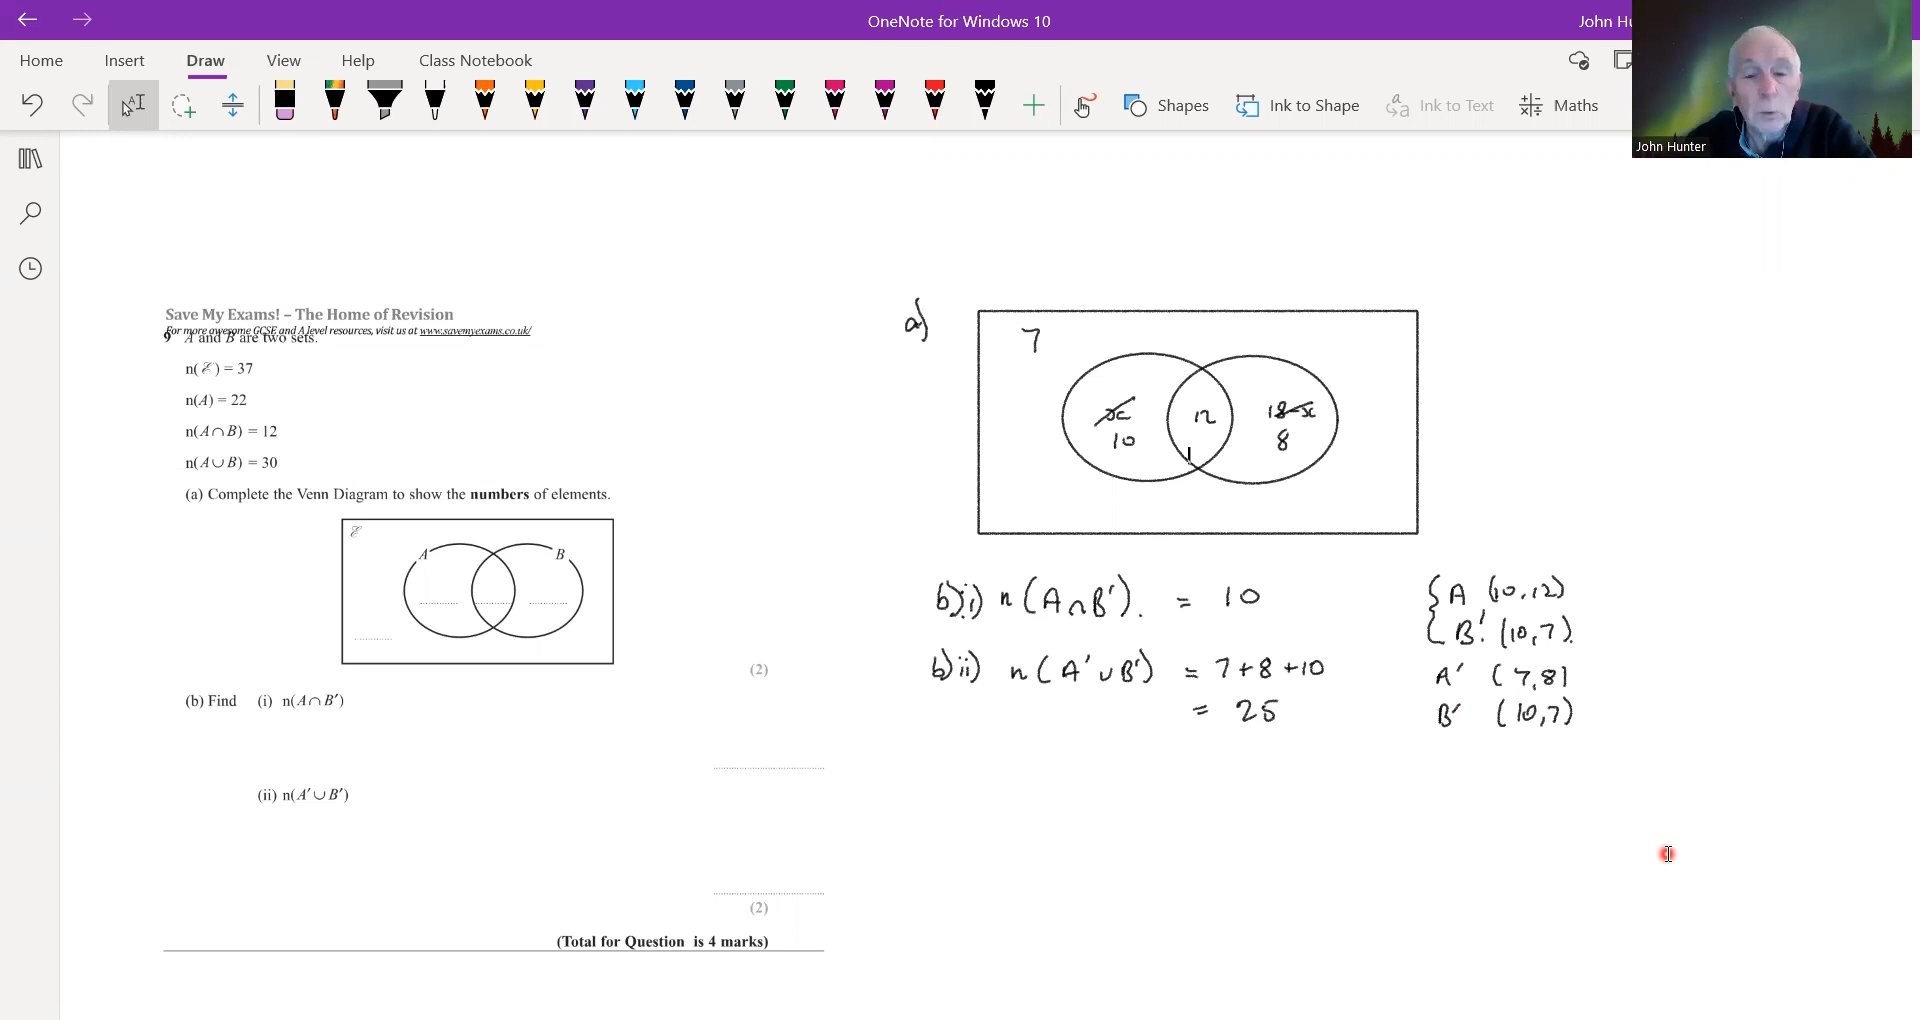 OneNote for Windows 10
John Hu
Home
Insert
Draw
View
Help
Class Notebook
Shapes
Ink to Shape
Ink to Text
Maths
John Hunter
Save My Exams! – The Home of Revision
For more awesome GCSE and A level resources, visit us at www.savemyexams.co.uk/
9 A and B are two sets.
n(ℰ) = 37
n(A) = 22
n(A∩B) = 12
n(A∪B) = 30
(a) Complete the Venn Diagram to show the numbers of elements.
ℰ
A
B
(2)
(b) Find (i) n(A∩B′)
(ii) n(A′∪B′)
(2)
(Total for Question is 4 marks)
a)
7
x 12 18-x
10 8
b)i) n(A∩B′). = 10
b)ii) n(A′∪B′) = 7+8+10
= 25
{A (10,12)
B′ (10,7).
A′ (7,8)
B′ (10,7)